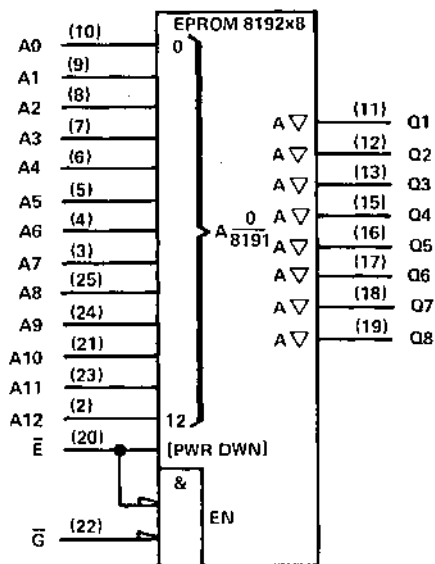 EPROM 8192×8
A0 (10) 0
A1 (9)
A2 (8)
A3 (7)
A4 (6)
A5 (5)
A6 (4)
A7 (3)
A8 (25)
A9 (24)
A10 (21)
A11 (23)
A12 (2) 12
A 0/8191
A ▽ (11) Q1
A ▽ (12) Q2
A ▽ (13) Q3
A ▽ (15) Q4
A ▽ (16) Q5
A ▽ (17) Q6
A ▽ (18) Q7
A ▽ (19) Q8
E̅ (20) [PWR DWN]
&
EN
G̅ (22)